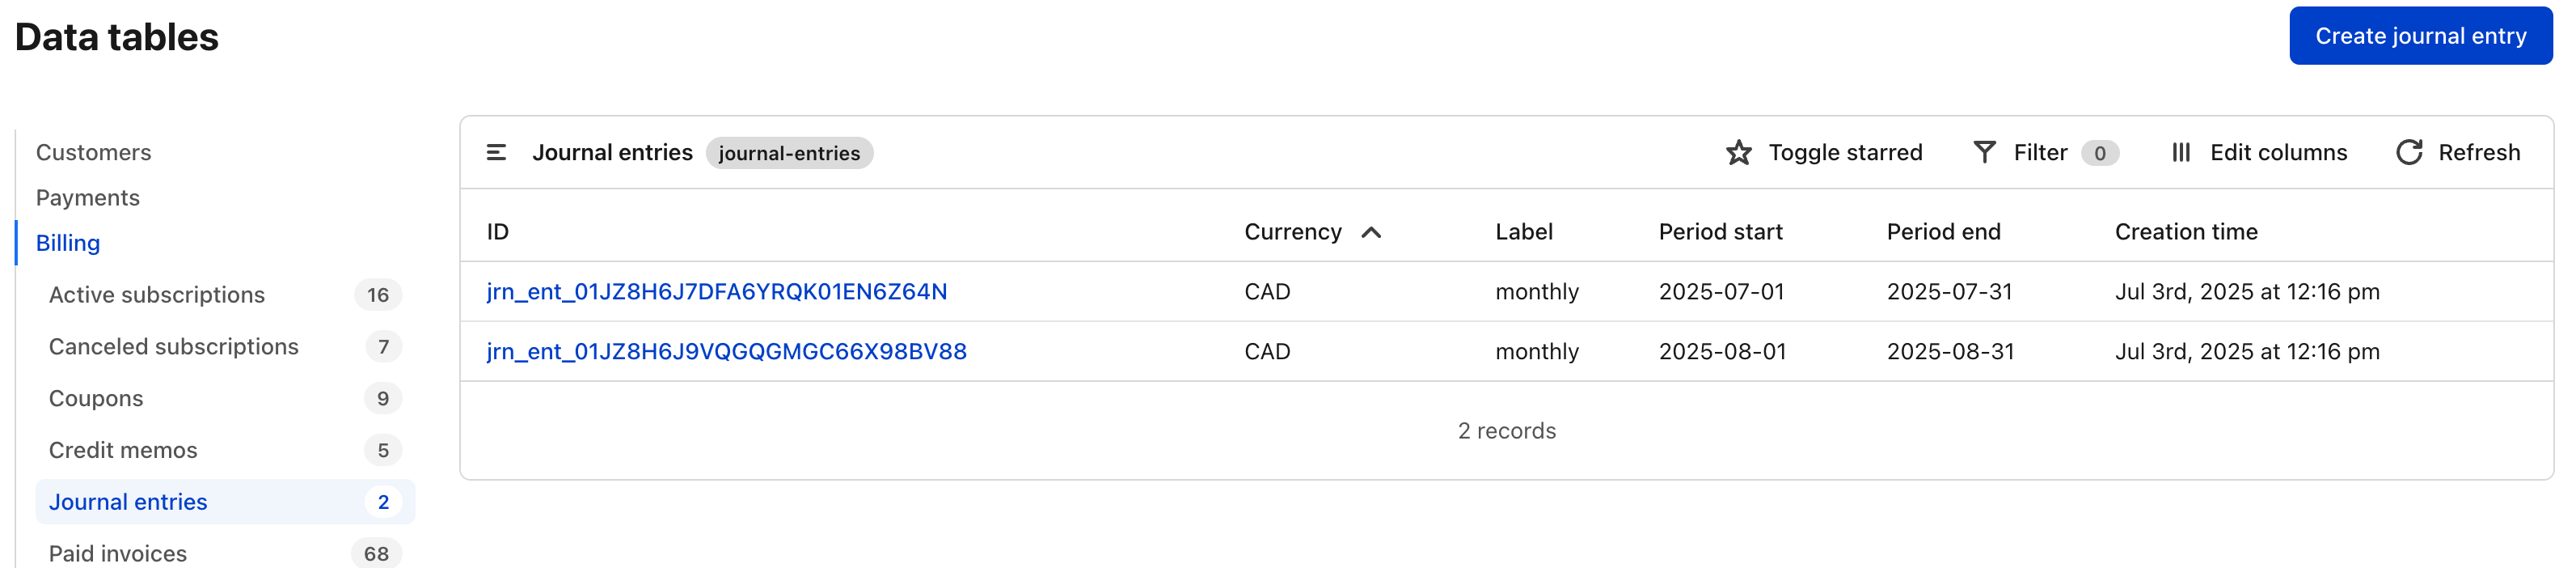 Data tables
Create journal entry
Customers
Payments
Billing
Active subscriptions 16
Canceled subscriptions 7
Coupons 9
Credit memos 5
Journal entries 2
Paid invoices 68
Journal entries journal-entries Toggle starred Filter 0 Edit columns Refresh
ID Currency Label Period start Period end Creation time
jrn_ent_01JZ8H6J7DFA6YRQK01EN6Z64N CAD monthly 2025-07-01 2025-07-31 Jul 3rd, 2025 at 12:16 pm
jrn_ent_01JZ8H6J9VQGQGMGC66X98BV88 CAD monthly 2025-08-01 2025-08-31 Jul 3rd, 2025 at 12:16 pm
2 records